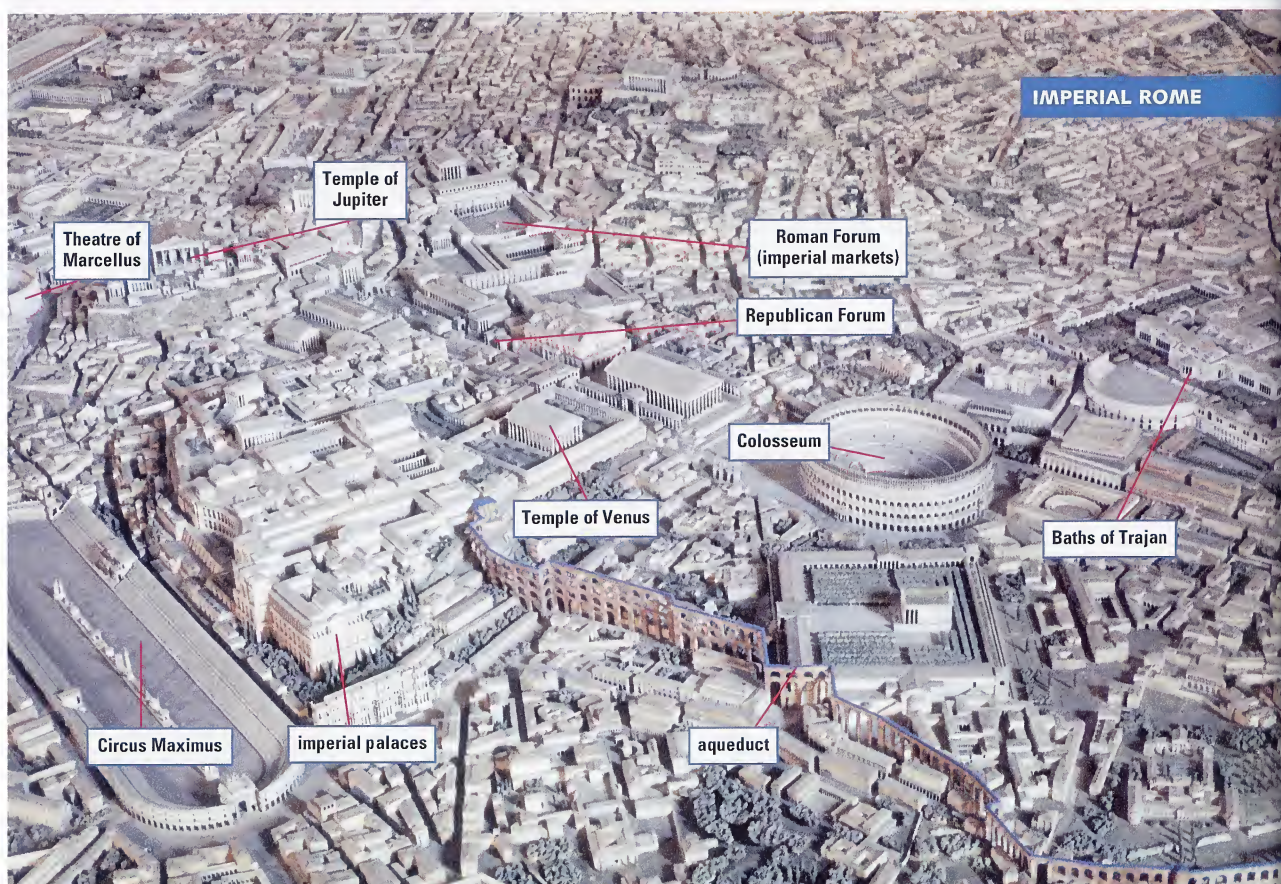 IMPERIAL ROME
Temple of
Jupiter
Theatre of
Marcellus
Roman Forum
(imperial markets)
Republican Forum
Colosseum
Temple of Venus
Baths of Trajan
Circus Maximus
imperial palaces
aqueduct